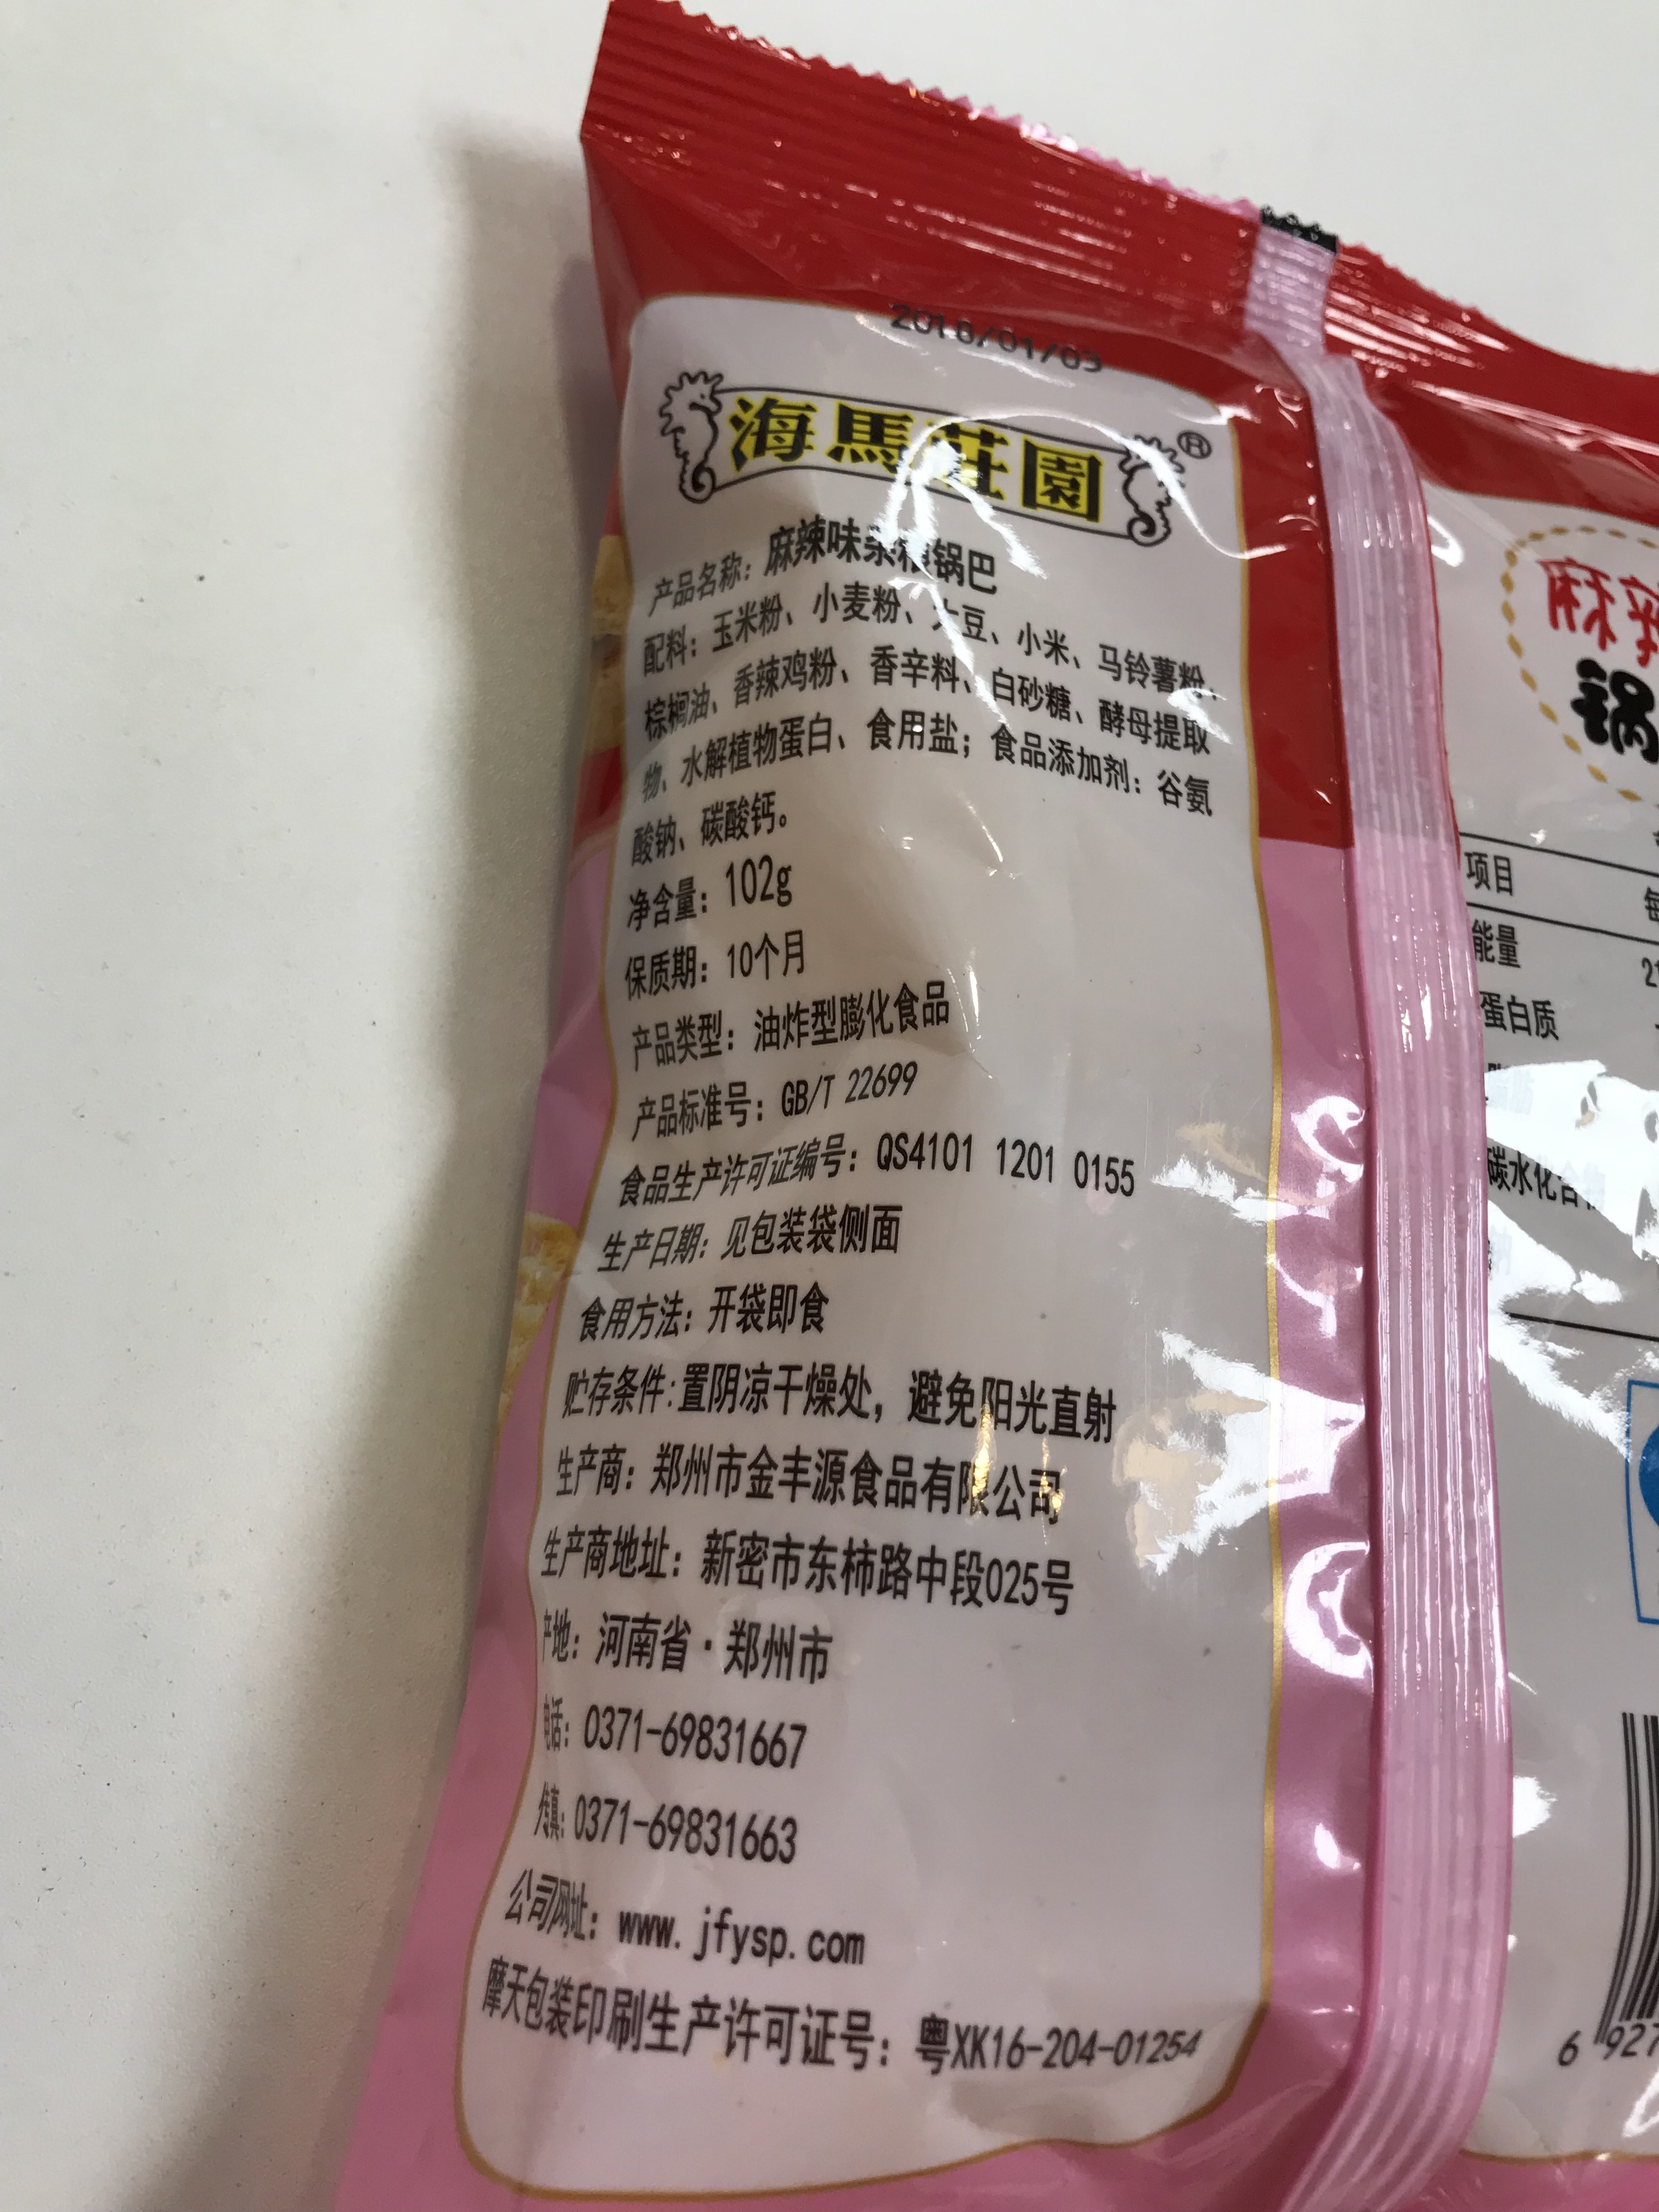 2018/01/03
海馬莊園®
产品名称：麻辣味杂粮锅巴
配料：玉米粉、小麦粉、大豆、小米、马铃薯粉、
棕榈油、香辣鸡粉、香辛料、白砂糖、酵母提取
物、水解植物蛋白、食用盐；食品添加剂：谷氨
酸钠、碳酸钙。
净含量：102g
保质期：10个月
产品类型：油炸型膨化食品
产品标准号：GB/T 22699
食品生产许可证编号：QS4101 1201 0155
生产日期：见包装袋侧面
食用方法：开袋即食
贮存条件：置阴凉干燥处，避免阳光直射
生产商：郑州市金丰源食品有限公司
生产商地址：新密市东柿路中段025号
产地：河南省·郑州市
电话：0371-69831667
传真：0371-69831663
公司网址：www.jfysp.com
摩天包装印刷生产许可证号：粤XK16-204-01254
麻辣
锅
项目
能量
蛋白质
碳水化合
6 927